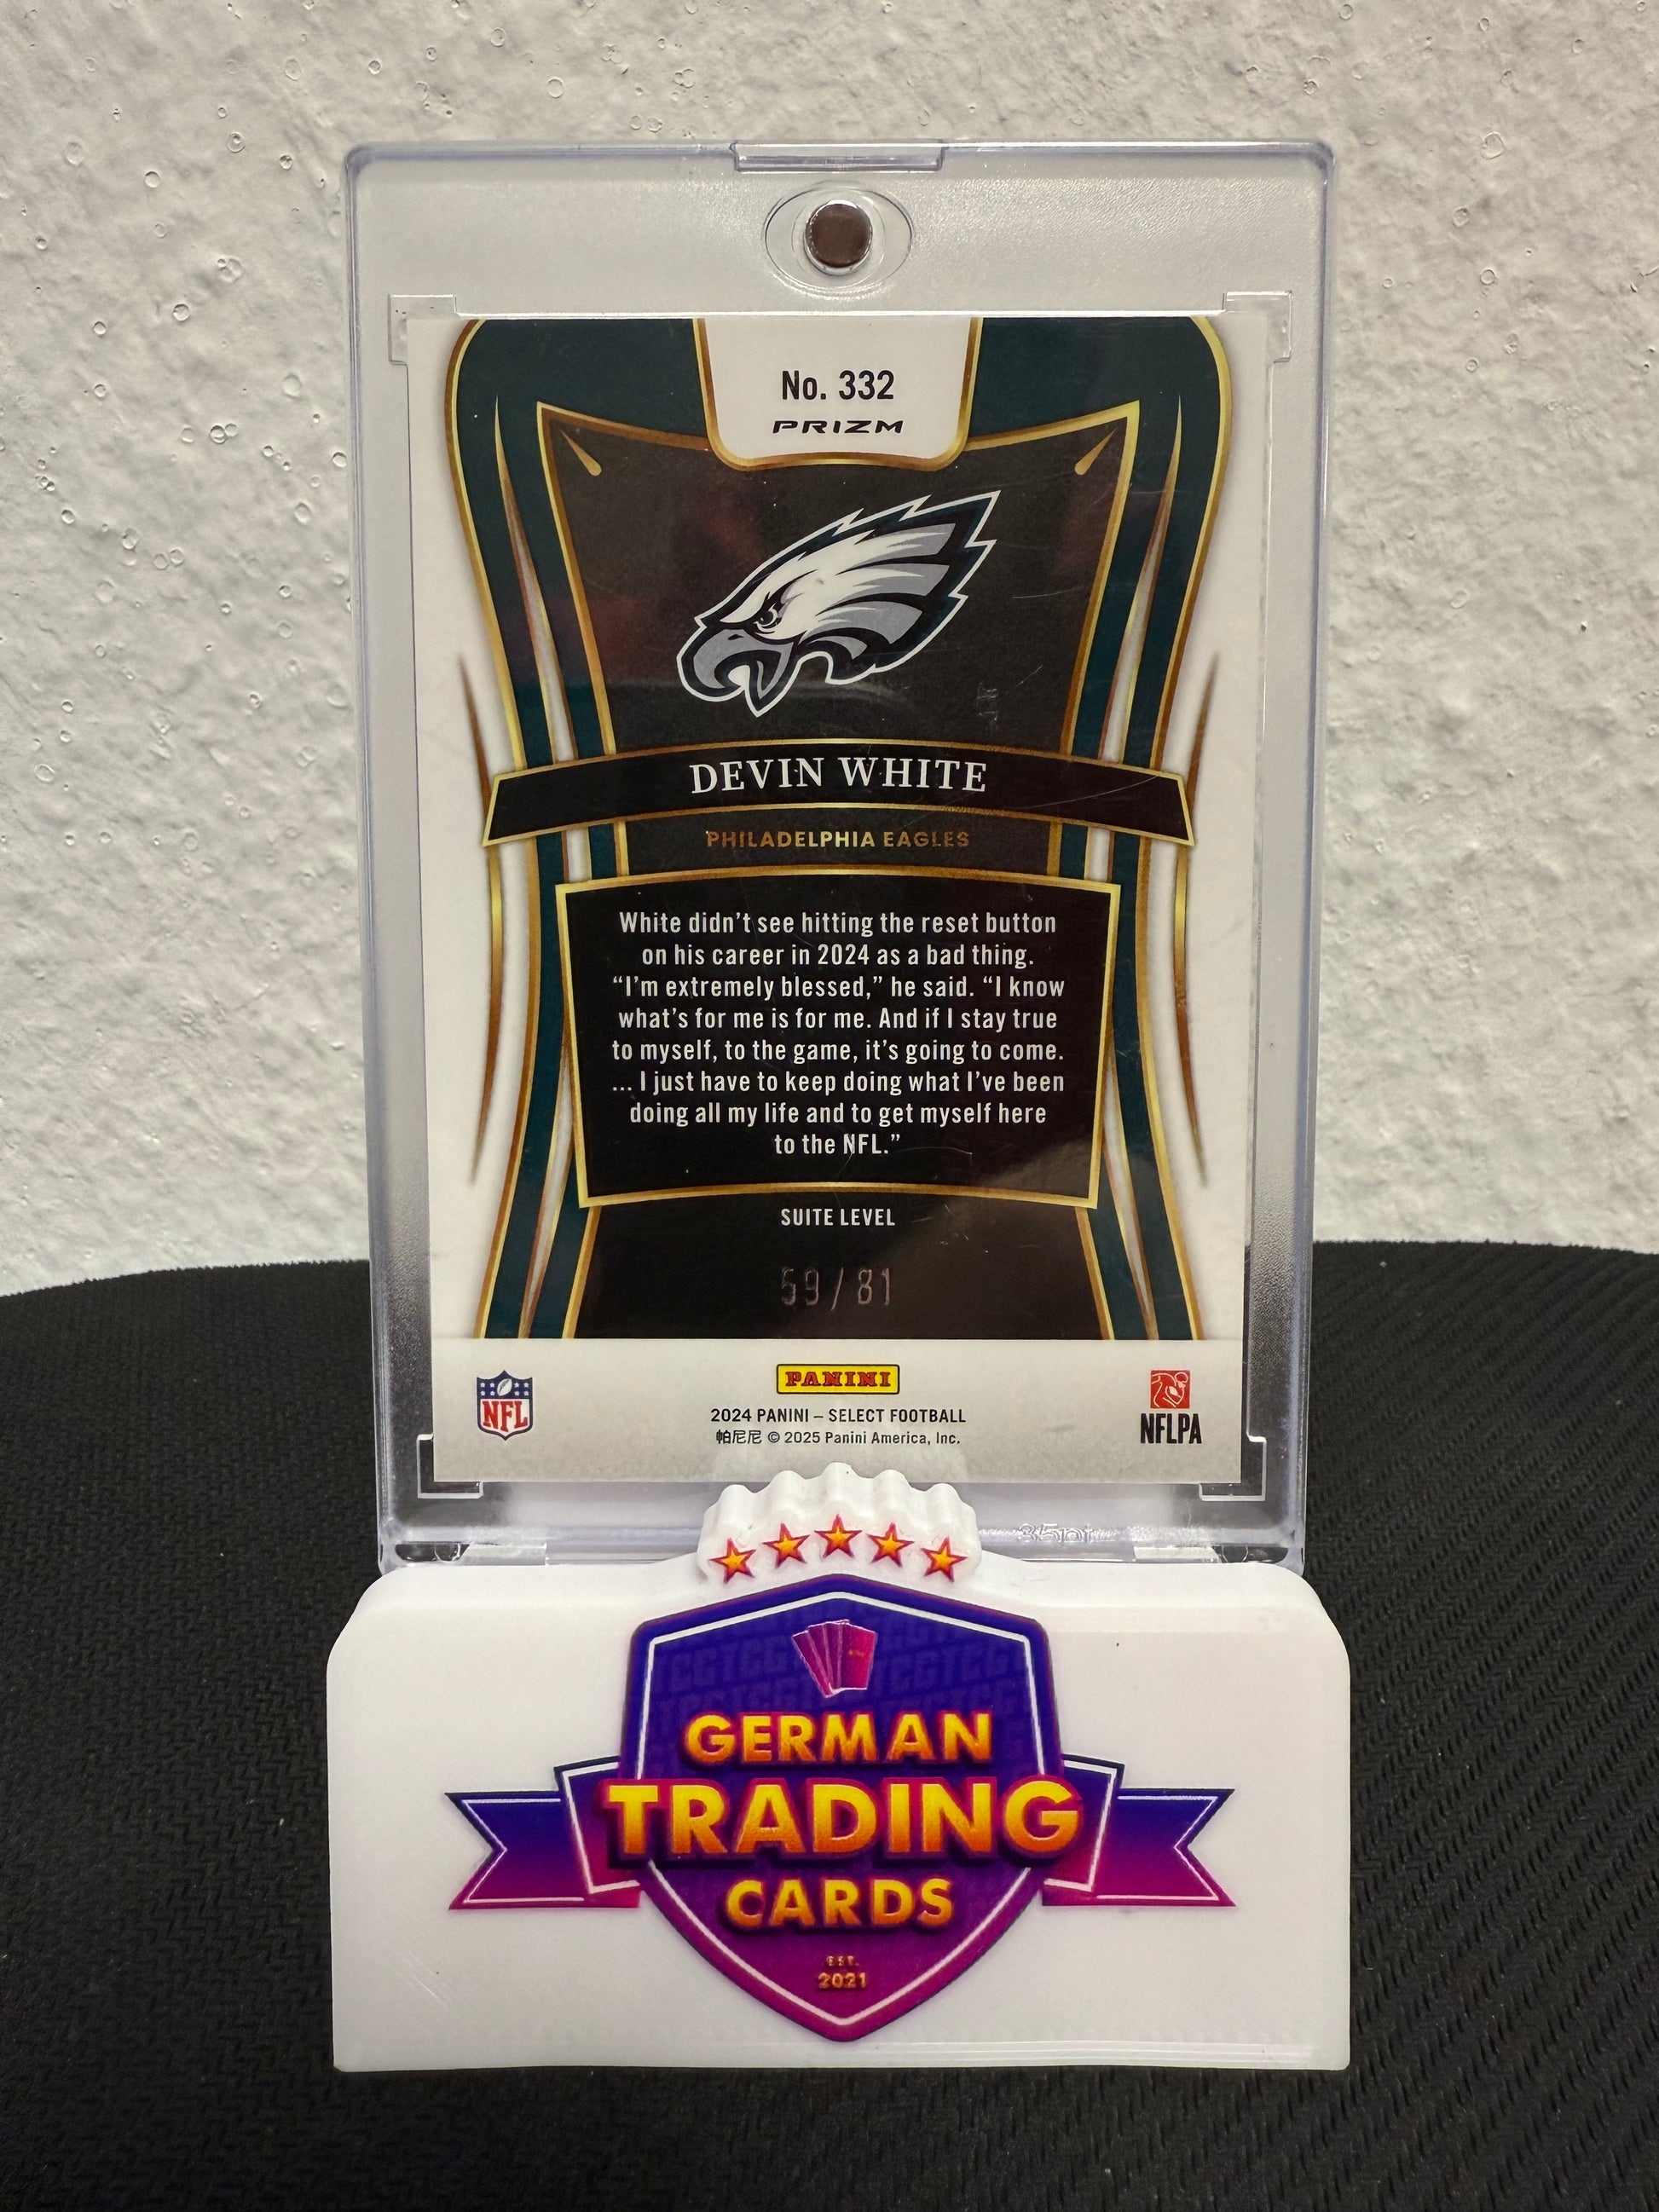 No. 332
PRIZM
DEVIN WHITE
PHILADELPHIA EAGLES
White didn't see hitting the reset button
on his career in 2024 as a bad thing.
“I'm extremely blessed,” he said. “I know
what's for me is for me. And if I stay true
to myself, to the game, it's going to come.
... I just have to keep doing what I've been
doing all my life and to get myself here
to the NFL.”
SUITE LEVEL
59/81
NFL
PANINI
2024 PANINI – SELECT FOOTBALL
帕尼尼 © 2025 Panini America, Inc.
NFLPA
35pt
GERMAN
TRADING
CARDS
EST.
2021